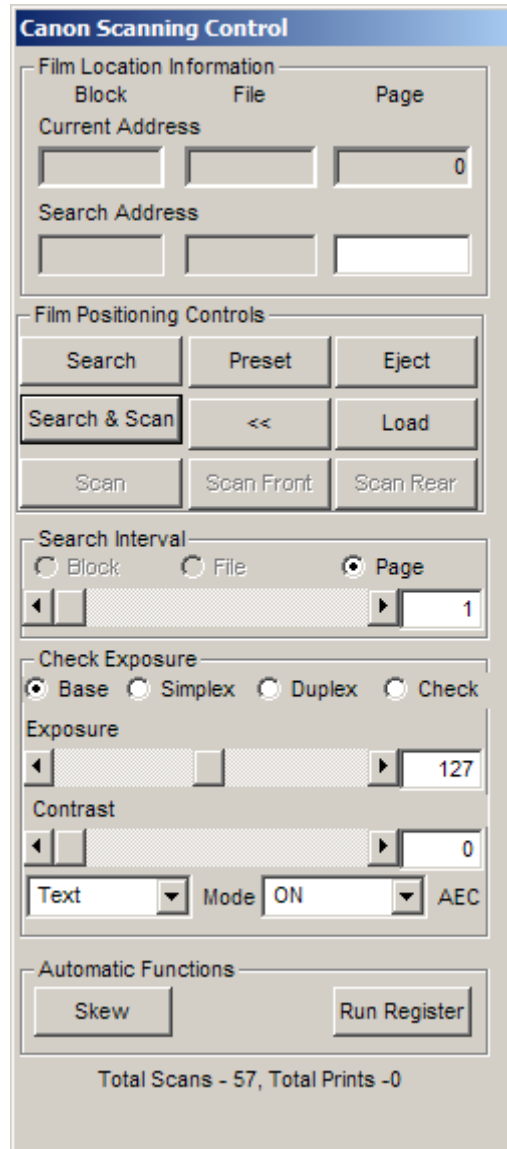 Canon Scanning Control
Film Location Information
Block File Page
Current Address
0
Search Address
Film Positioning Controls
Search Preset Eject
Search & Scan << Load
Scan Scan Front Scan Rear
Search Interval
Block File Page
1
Check Exposure
Base Simplex Duplex Check
Exposure
127
Contrast
0
Text Mode ON AEC
Automatic Functions
Skew Run Register
Total Scans - 57, Total Prints -0